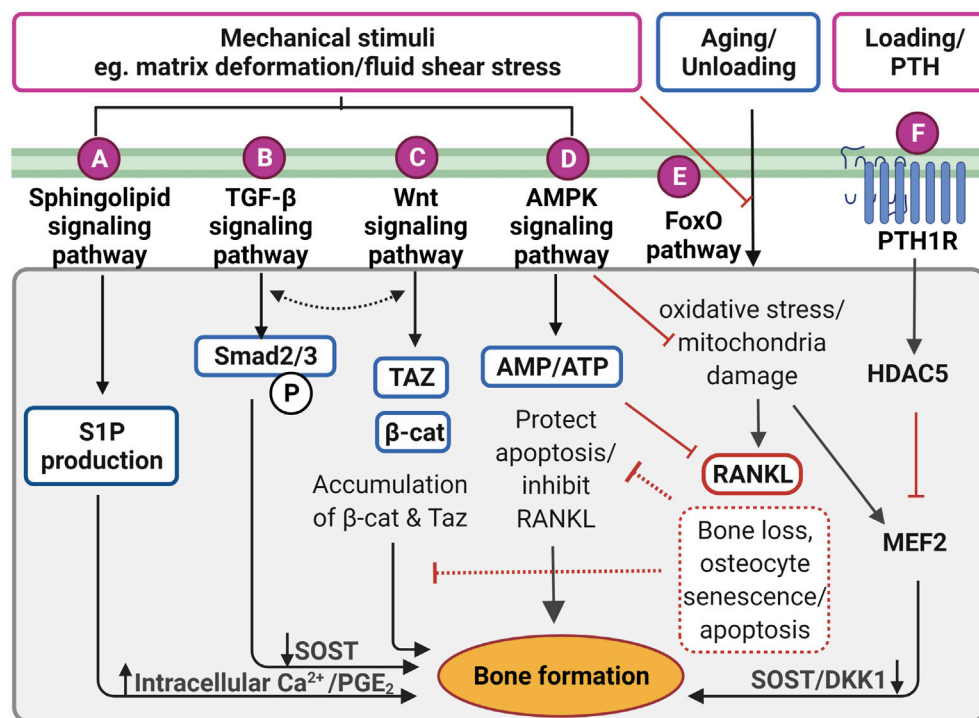 Mechanical stimuli
eg. matrix deformation/fluid shear stress
Aging/
Unloading
Loading/
PTH
A
B
C
D
E
F
Sphingolipid
signaling
pathway
TGF-β
signaling
pathway
Wnt
signaling
pathway
AMPK
signaling
pathway
FoxO
pathway
PTH1R
Smad2/3
P
TAZ
β-cat
AMP/ATP
oxidative stress/
mitochondria
damage
HDAC5
S1P
production
Accumulation
of β-cat & Taz
Protect
apoptosis/
inhibit
RANKL
RANKL
Bone loss,
osteocyte
senescence/
apoptosis
MEF2
SOST
Intracellular Ca²⁺/PGE₂
Bone formation
SOST/DKK1